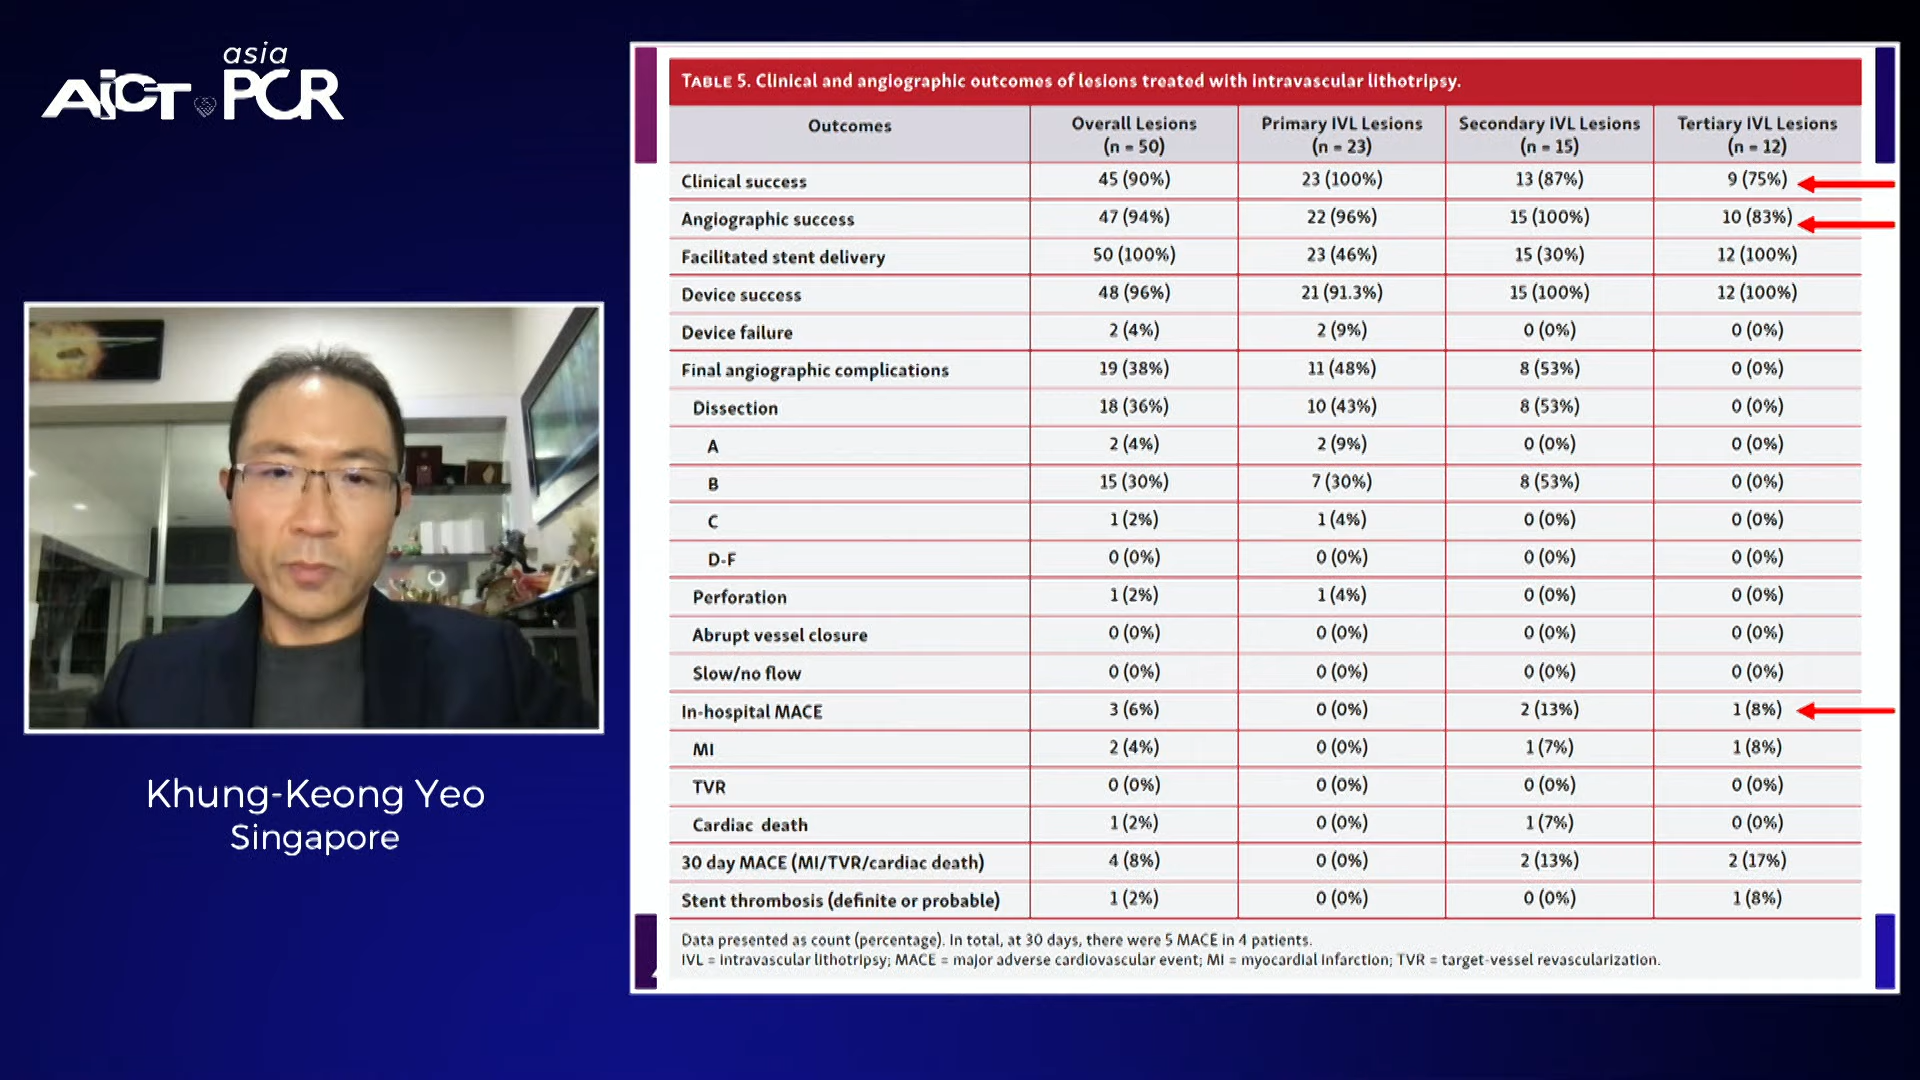 asia
AICT PCR
Khung-Keong Yeo
Singapore
TABLE 5. Clinical and angiographic outcomes of lesions treated with intravascular lithotripsy.
Outcomes Overall Lesions (n = 50) Primary IVL Lesions (n = 23) Secondary IVL Lesions (n = 15) Tertiary IVL Lesions (n = 12)
Clinical success 45 (90%) 23 (100%) 13 (87%) 9 (75%)
Angiographic success 47 (94%) 22 (96%) 15 (100%) 10 (83%)
Facilitated stent delivery 50 (100%) 23 (46%) 15 (30%) 12 (100%)
Device success 48 (96%) 21 (91.3%) 15 (100%) 12 (100%)
Device failure 2 (4%) 2 (9%) 0 (0%) 0 (0%)
Final angiographic complications 19 (38%) 11 (48%) 8 (53%) 0 (0%)
Dissection 18 (36%) 10 (43%) 8 (53%) 0 (0%)
A 2 (4%) 2 (9%) 0 (0%) 0 (0%)
B 15 (30%) 7 (30%) 8 (53%) 0 (0%)
C 1 (2%) 1 (4%) 0 (0%) 0 (0%)
D-F 0 (0%) 0 (0%) 0 (0%) 0 (0%)
Perforation 1 (2%) 1 (4%) 0 (0%) 0 (0%)
Abrupt vessel closure 0 (0%) 0 (0%) 0 (0%) 0 (0%)
Slow/no flow 0 (0%) 0 (0%) 0 (0%) 0 (0%)
In-hospital MACE 3 (6%) 0 (0%) 2 (13%) 1 (8%)
MI 2 (4%) 0 (0%) 1 (7%) 1 (8%)
TVR 0 (0%) 0 (0%) 0 (0%) 0 (0%)
Cardiac death 1 (2%) 0 (0%) 1 (7%) 0 (0%)
30 day MACE (MI/TVR/cardiac death) 4 (8%) 0 (0%) 2 (13%) 2 (17%)
Stent thrombosis (definite or probable) 1 (2%) 0 (0%) 0 (0%) 1 (8%)
Data presented as count (percentage). In total, at 30 days, there were 5 MACE in 4 patients.
IVL = intravascular lithotripsy; MACE = major adverse cardiovascular event; MI = myocardial infarction; TVR = target-vessel revascularization.